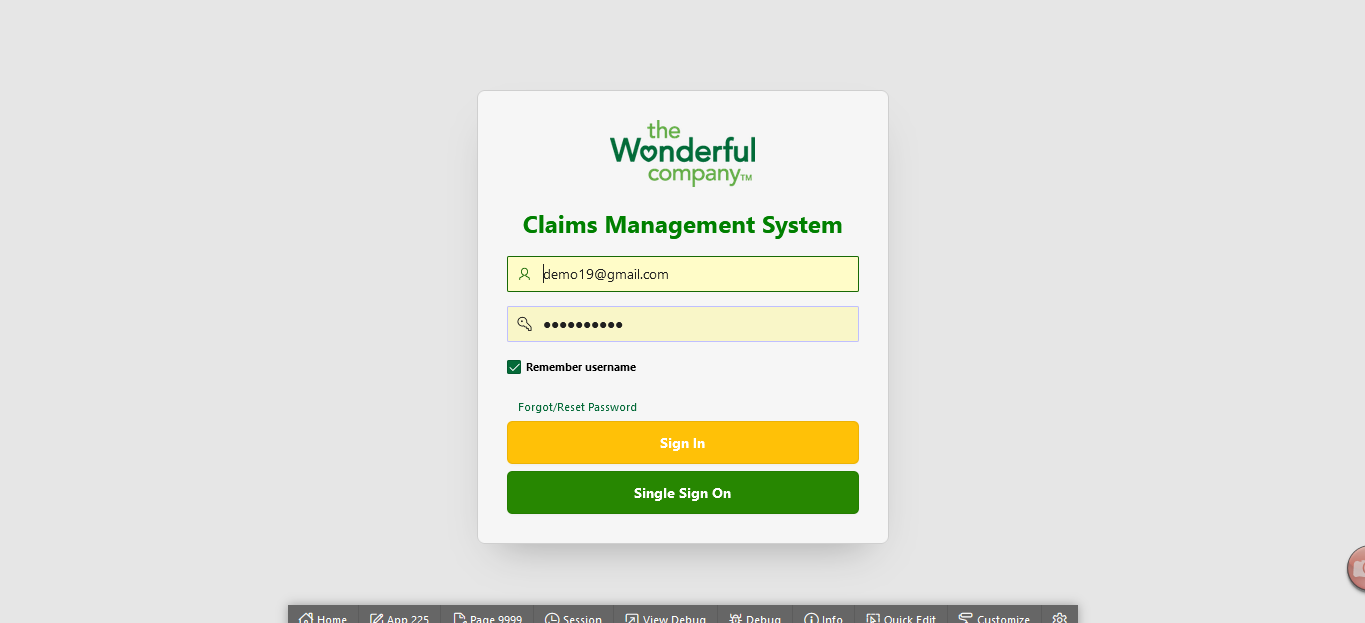 the
Wonderful
company™
Claims Management System
demo19@gmail.com
Remember username
Forgot/Reset Password
Sign In
Single Sign On
Home App 225 Page 9999 Session View Debug Debug Info Quick Edit Customize